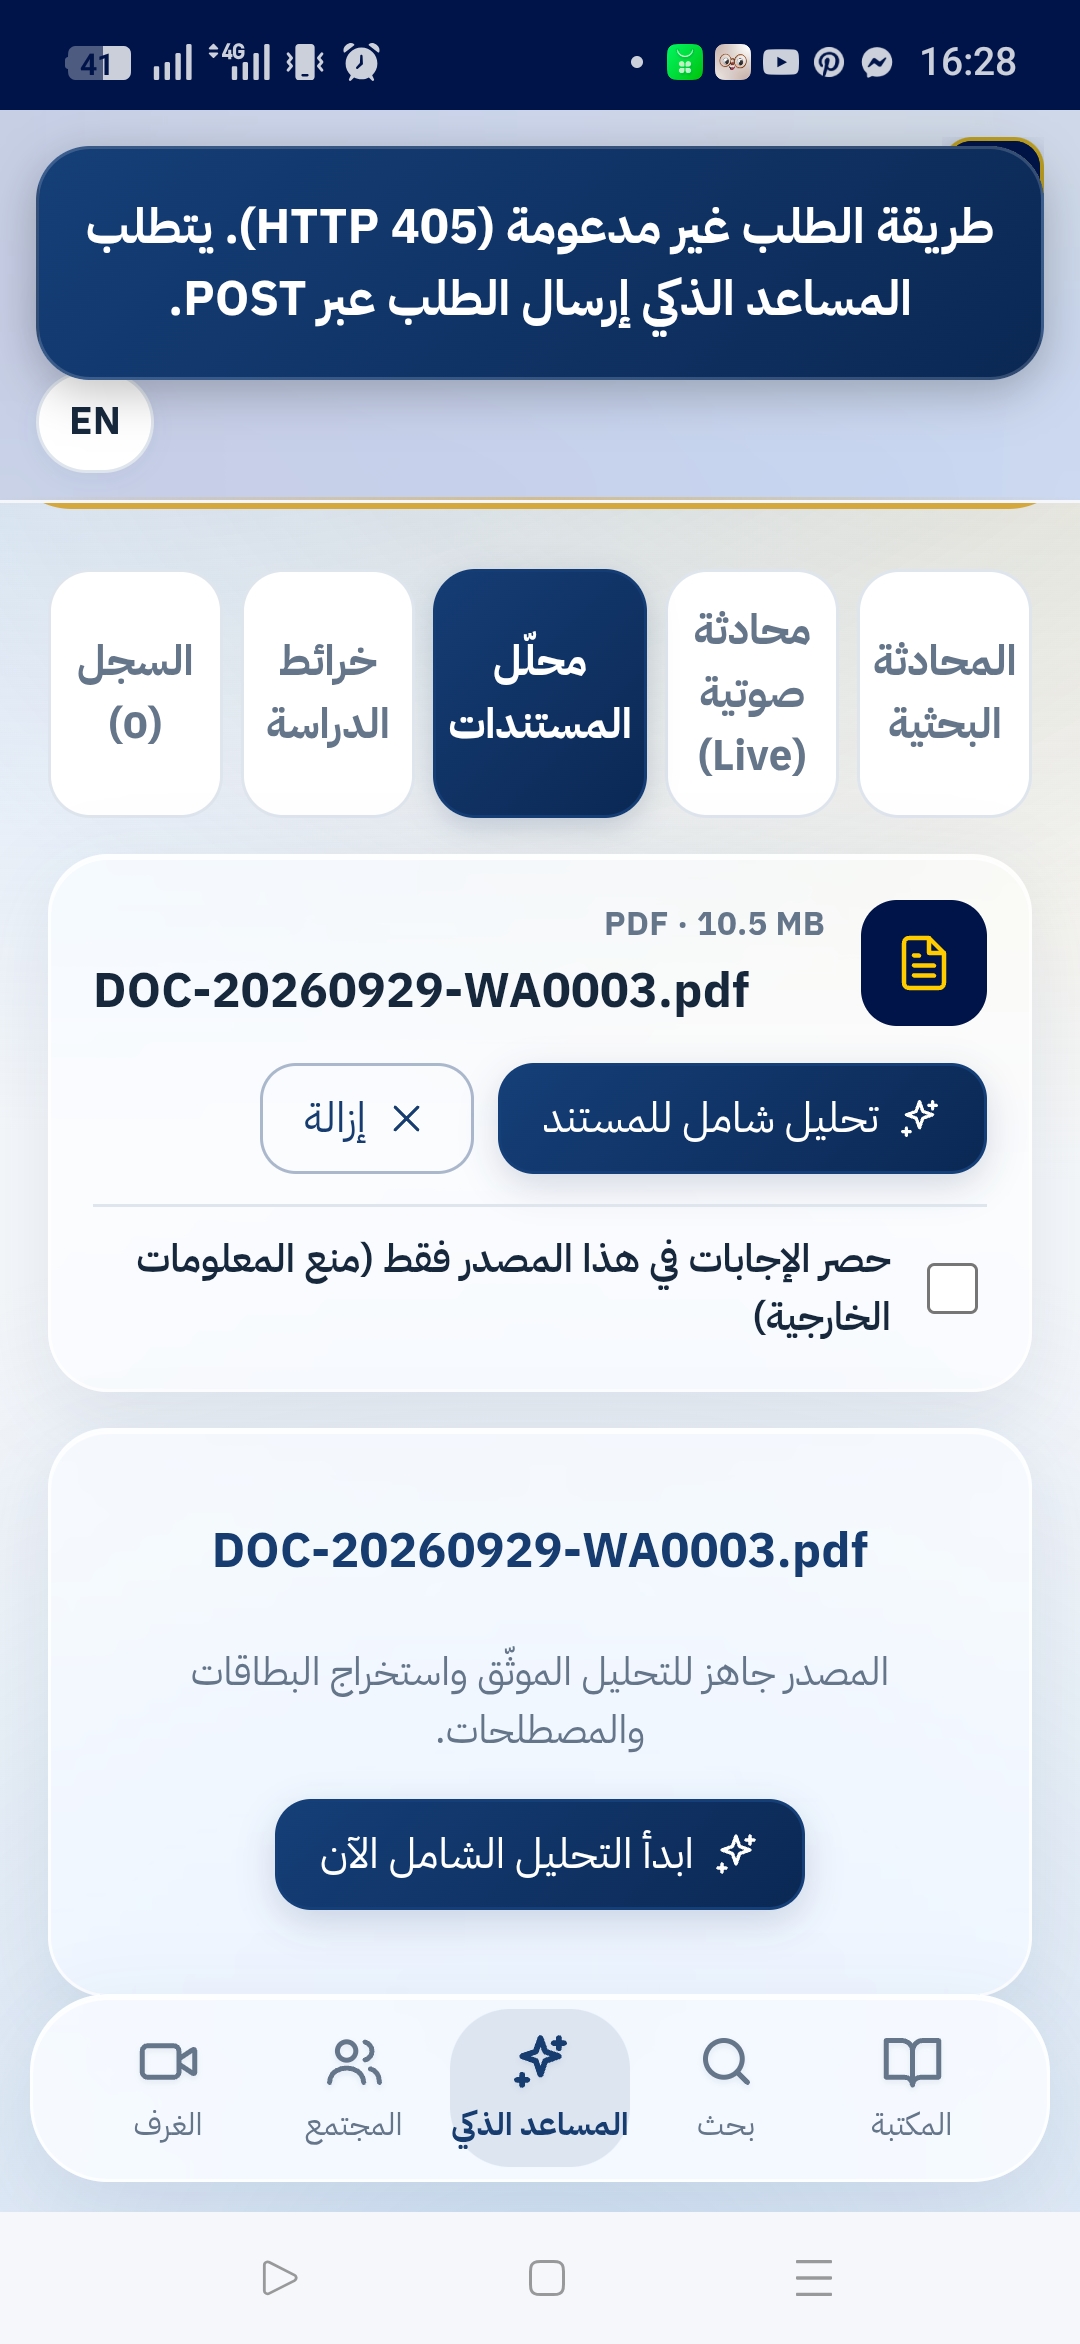 41
4G
16:28
طريقة الطلب غير مدعومة (HTTP 405). يتطلب
المساعد الذكي إرسال الطلب عبر POST.
EN
المحادثة
البحثية
محادثة
صوتية
(Live)
محلّل
المستندات
خرائط
الدراسة
السجل
(0)
PDF · 10.5 MB
DOC-20260929-WA0003.pdf
تحليل شامل للمستند
إزالة
حصر الإجابات في هذا المصدر فقط (منع المعلومات
الخارجية)
DOC-20260929-WA0003.pdf
المصدر جاهز للتحليل الموثّق واستخراج البطاقات
والمصطلحات.
ابدأ التحليل الشامل الآن
المكتبة
بحث
المساعد الذكي
المجتمع
الغرف